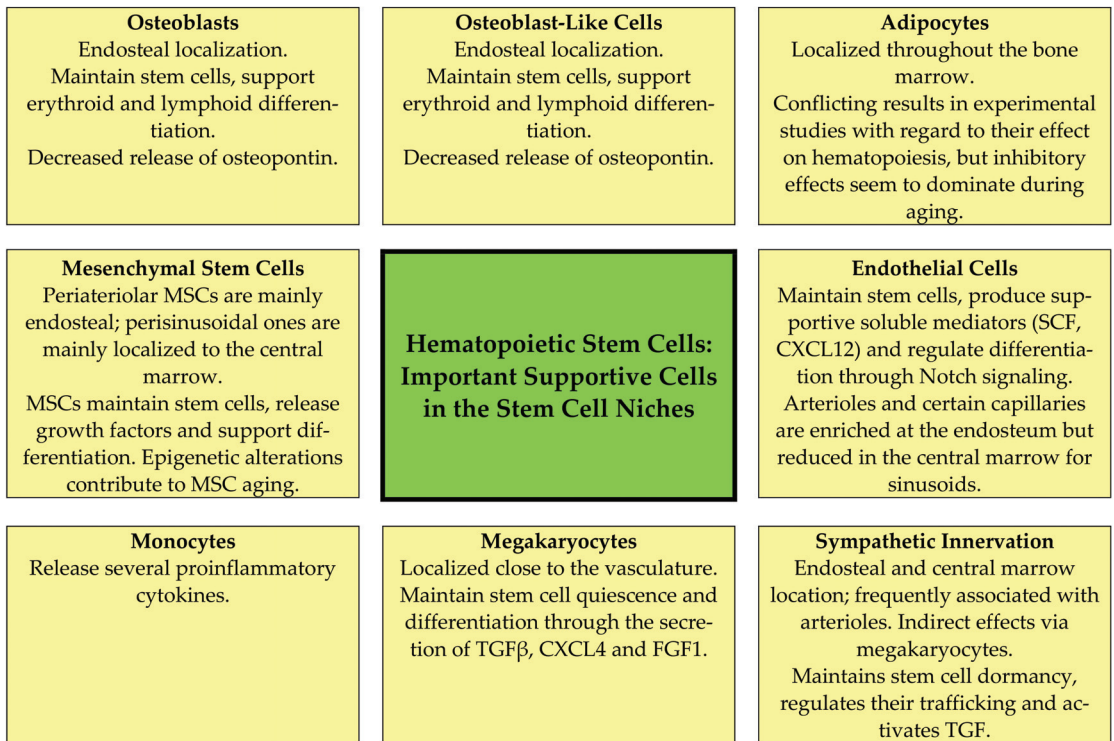 Osteoblasts
Endosteal localization.
Maintain stem cells, support
erythroid and lymphoid differen-
tiation.
Decreased release of osteopontin.
Osteoblast-Like Cells
Endosteal localization.
Maintain stem cells, support
erythroid and lymphoid differen-
tiation.
Decreased release of osteopontin.
Adipocytes
Localized throughout the bone
marrow.
Conflicting results in experimental
studies with regard to their effect
on hematopoiesis, but inhibitory
effects seem to dominate during
aging.
Mesenchymal Stem Cells
Periateriolar MSCs are mainly
endosteal; perisinusoidal ones are
mainly localized to the central
marrow.
MSCs maintain stem cells, release
growth factors and support dif-
ferentiation. Epigenetic alterations
contribute to MSC aging.
Hematopoietic Stem Cells:
Important Supportive Cells
in the Stem Cell Niches
Endothelial Cells
Maintain stem cells, produce sup-
portive soluble mediators (SCF,
CXCL12) and regulate differentia-
tion through Notch signaling.
Arterioles and certain capillaries
are enriched at the endosteum but
reduced in the central marrow for
sinusoids.
Monocytes
Release several proinflammatory
cytokines.
Megakaryocytes
Localized close to the vasculature.
Maintain stem cell quiescence and
differentiation through the secre-
tion of TGFβ, CXCL4 and FGF1.
Sympathetic Innervation
Endosteal and central marrow
location; frequently associated with
arterioles. Indirect effects via
megakaryocytes.
Maintains stem cell dormancy,
regulates their trafficking and ac-
tivates TGF.